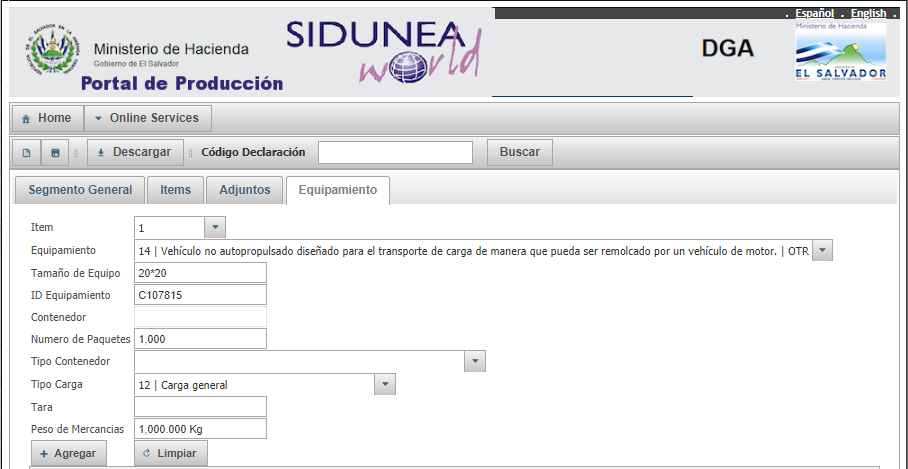 . Español . English .
Ministerio de Hacienda
Gobierno de El Salvador
Portal de Producción
SIDUNEA
world
DGA
Ministerio de Hacienda
EL SALVADOR
Home Online Services
Descargar Código Declaración Buscar
Segmento General Items Adjuntos Equipamiento
Item 1
Equipamiento 14 | Vehículo no autopropulsado diseñado para el transporte de carga de manera que pueda ser remolcado por un vehículo de motor. | OTR
Tamaño de Equipo 20*20
ID Equipamiento C107815
Contenedor
Numero de Paquetes 1,000
Tipo Contenedor
Tipo Carga 12 | Carga general
Tara
Peso de Mercancias 1,000.000 Kg
+ Agregar Limpiar